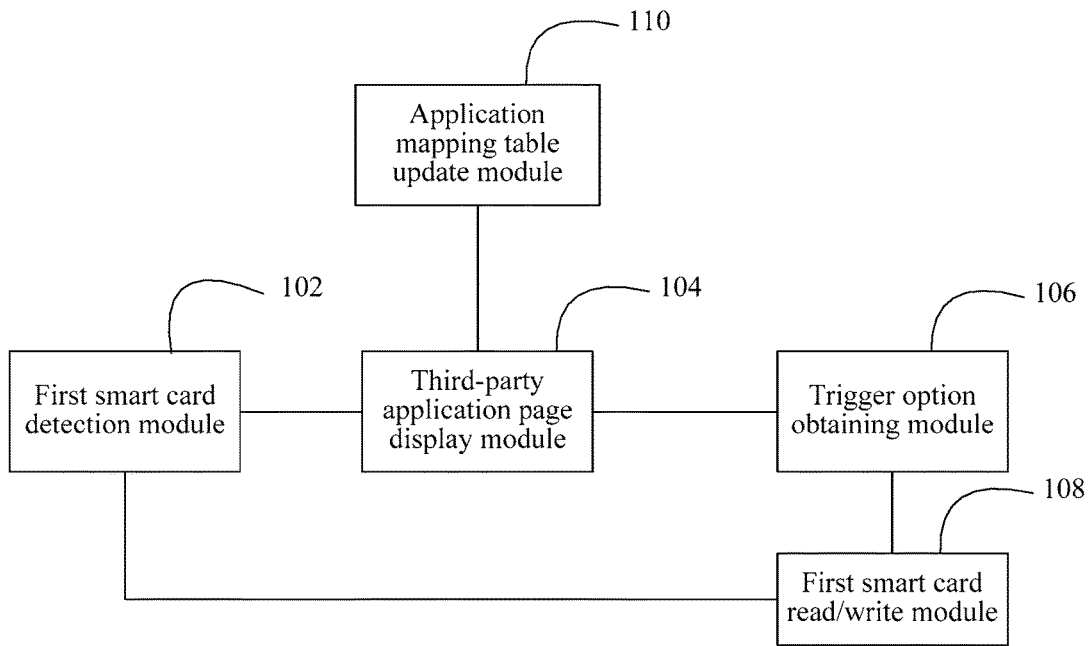 110
Application
mapping table
update module
102
104
106
First smart card
detection module
Third-party
application page
display module
Trigger option
obtaining module
108
First smart card
read/write module